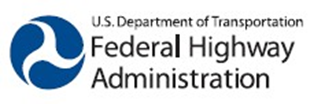 U.S. Department of Transportation
Federal Highway
Administration